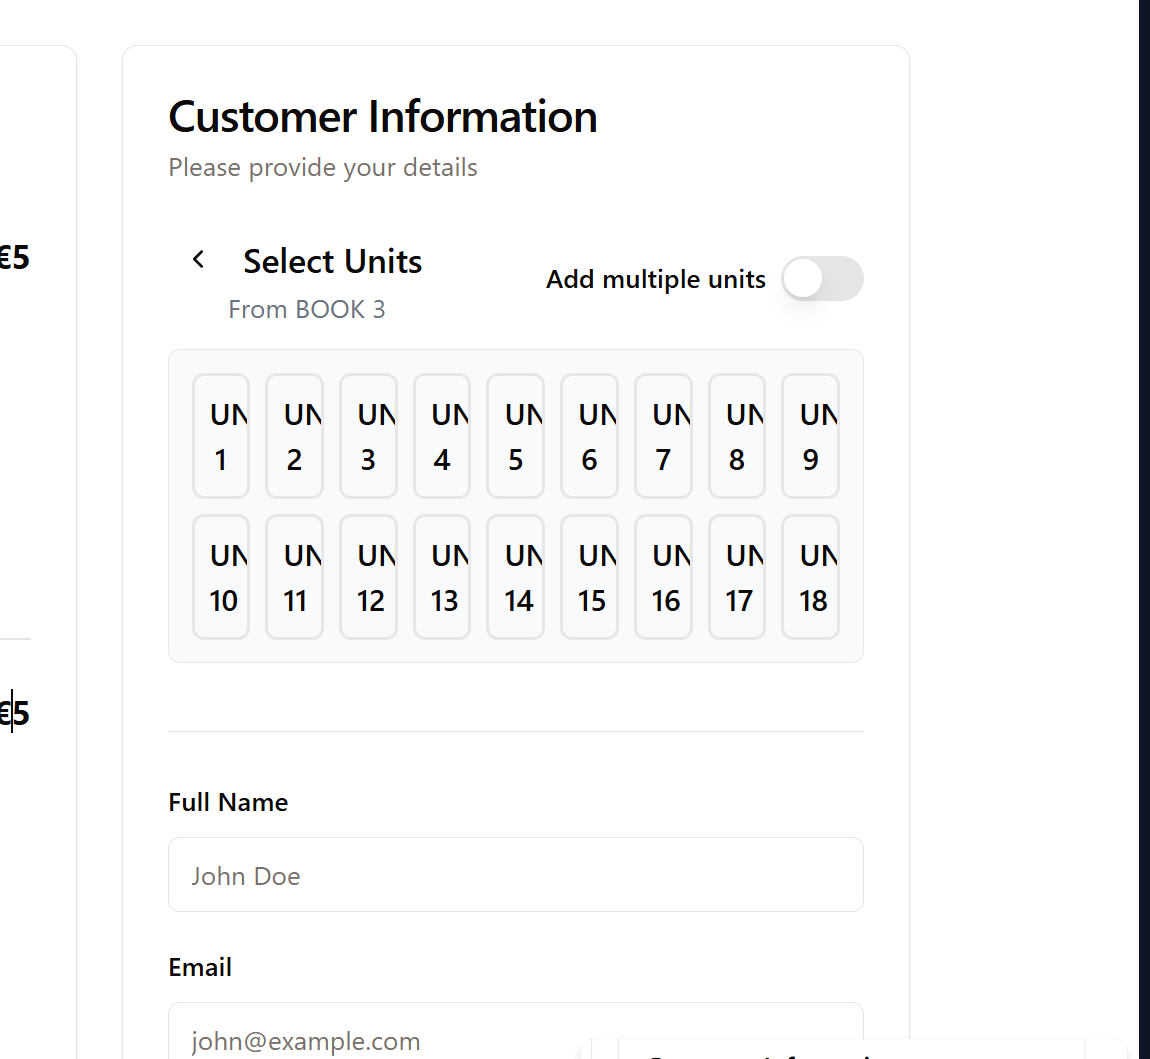 Customer Information
Please provide your details
€5
Select Units
Add multiple units
From BOOK 3
UN UN UN UN UN UN UN UN UN
1 2 3 4 5 6 7 8 9
UN UN UN UN UN UN UN UN UN
10 11 12 13 14 15 16 17 18
€5
Full Name
John Doe
Email
john@example.com